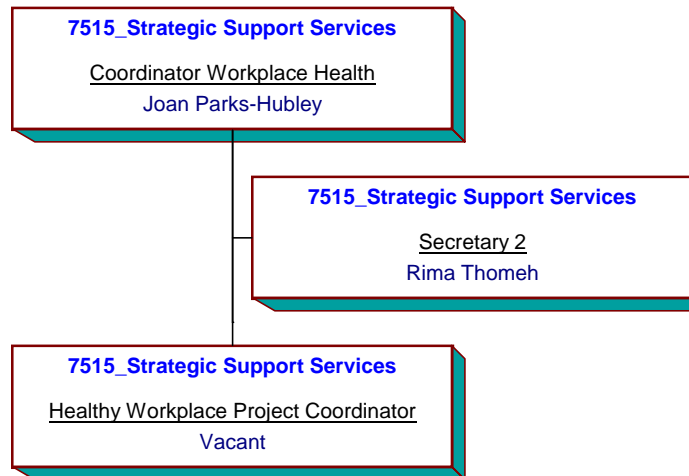 7515_Strategic Support Services
Coordinator Workplace Health
Joan Parks-Hubley
7515_Strategic Support Services
Secretary 2
Rima Thomeh
7515_Strategic Support Services
Healthy Workplace Project Coordinator
Vacant